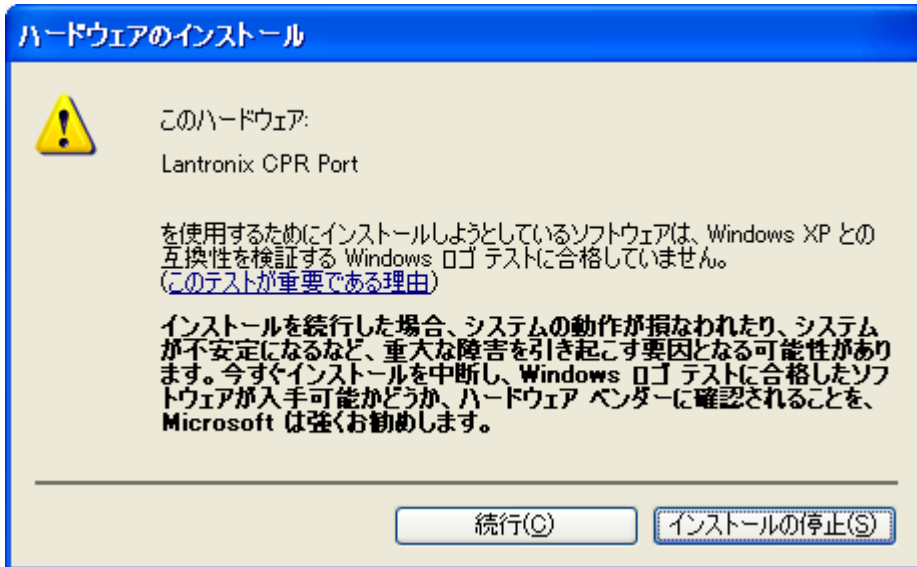 ハードウェアのインストール
このハードウェア:
Lantronix CPR Port
を使用するためにインストールしようとしているソフトウェアは、Windows XP との
互換性を検証する Windows ロゴ テストに合格していません。
(このテストが重要である理由)
インストールを続行した場合、システムの動作が損なわれたり、システム
が不安定になるなど、重大な障害を引き起こす要因となる可能性があり
ます。今すぐインストールを中断し、Windows ロゴ テストに合格したソフ
トウェアが入手可能かどうか、ハードウェア ベンダーに確認されることを、
Microsoft は強くお勧めします。
続行(C)
インストールの停止(S)